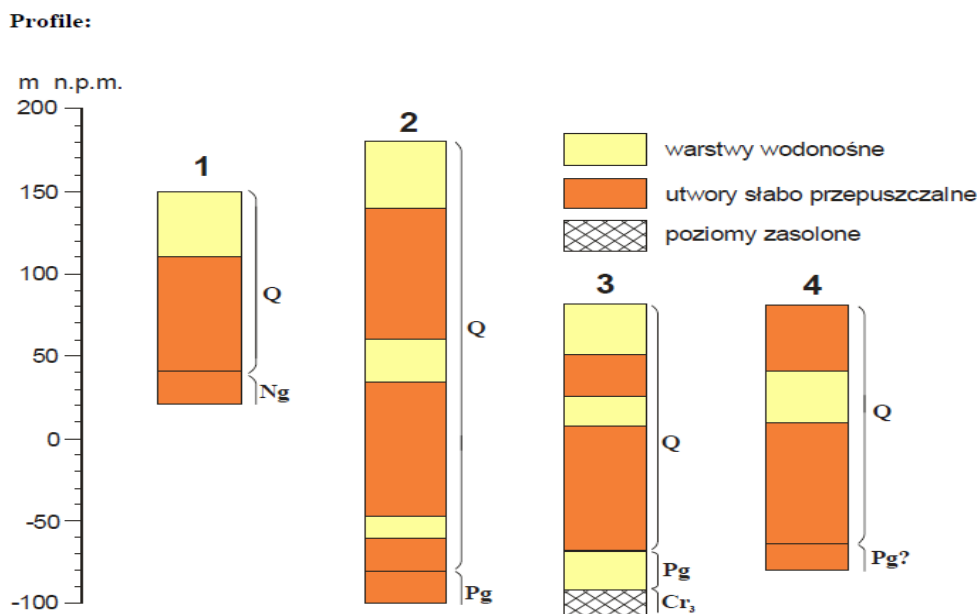 Profile:
m n.p.m.
200
150
100
50
0
-50
-100
1
Q
Ng
2
Q
Pg
warstwy wodonośne
utwory słabo przepuszczalne
poziomy zasolone
3
Q
Pg
Cr₃
4
Q
Pg?